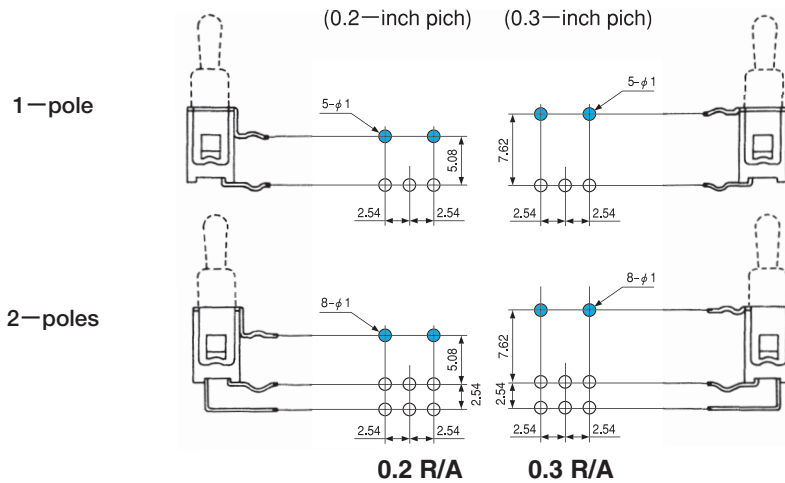 (0.2—inch pich) (0.3—inch pich)
1—pole
5-φ1 5-φ1
5.08 7.62
2.54 2.54 2.54 2.54
2—poles
8-φ1 8-φ1
5.08 7.62
2.54 2.54
2.54 2.54 2.54 2.54
0.2 R/A 0.3 R/A